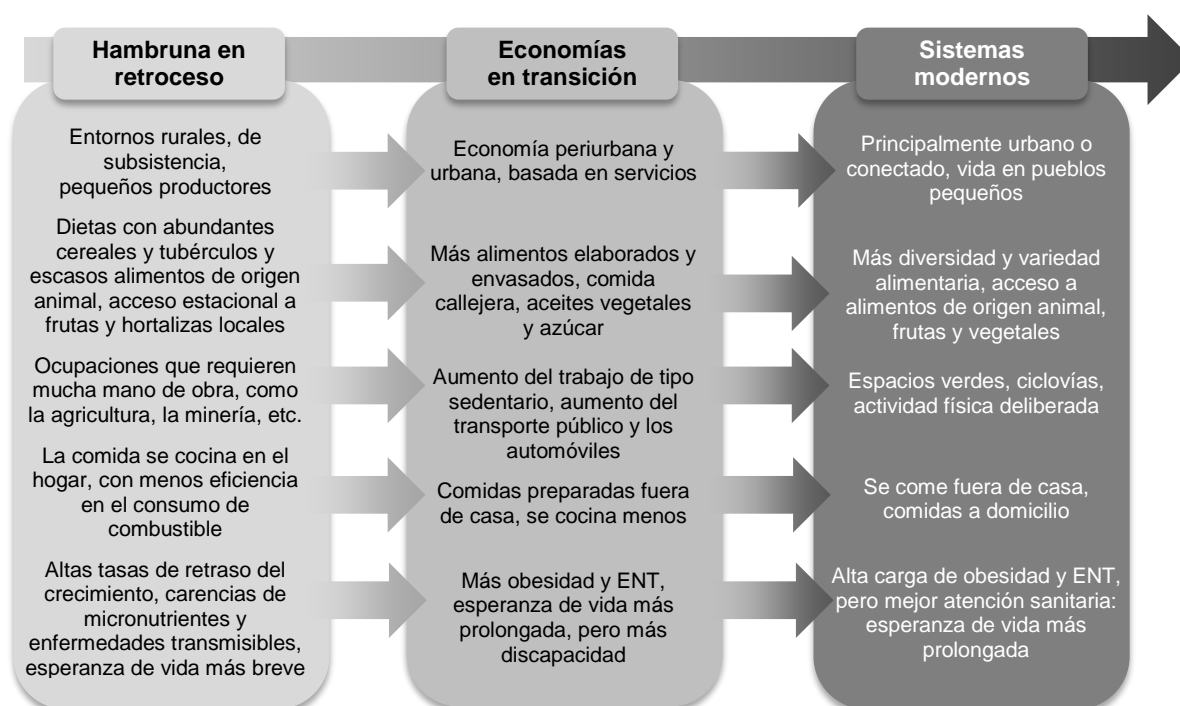 Hambruna en
retroceso
Economías
en transición
Sistemas
modernos
Entornos rurales, de
subsistencia,
pequeños productores
Economía periurbana y
urbana, basada en servicios
Principalmente urbano o
conectado, vida en pueblos
pequeños
Dietas con abundantes
cereales y tubérculos y
escasos alimentos de origen
animal, acceso estacional a
frutas y hortalizas locales
Más alimentos elaborados y
envasados, comida
callejera, aceites vegetales
y azúcar
Más diversidad y variedad
alimentaria, acceso a
alimentos de origen animal,
frutas y vegetales
Ocupaciones que requieren
mucha mano de obra, como
la agricultura, la minería, etc.
Aumento del trabajo de tipo
sedentario, aumento del
transporte público y los
automóviles
Espacios verdes, ciclovías,
actividad física deliberada
La comida se cocina en el
hogar, con menos eficiencia
en el consumo de
combustible
Comidas preparadas fuera
de casa, se cocina menos
Se come fuera de casa,
comidas a domicilio
Altas tasas de retraso del
crecimiento, carencias de
micronutrientes y
enfermedades transmisibles,
esperanza de vida más breve
Más obesidad y ENT,
esperanza de vida más
prolongada, pero más
discapacidad
Alta carga de obesidad y ENT,
pero mejor atención sanitaria:
esperanza de vida más
prolongada